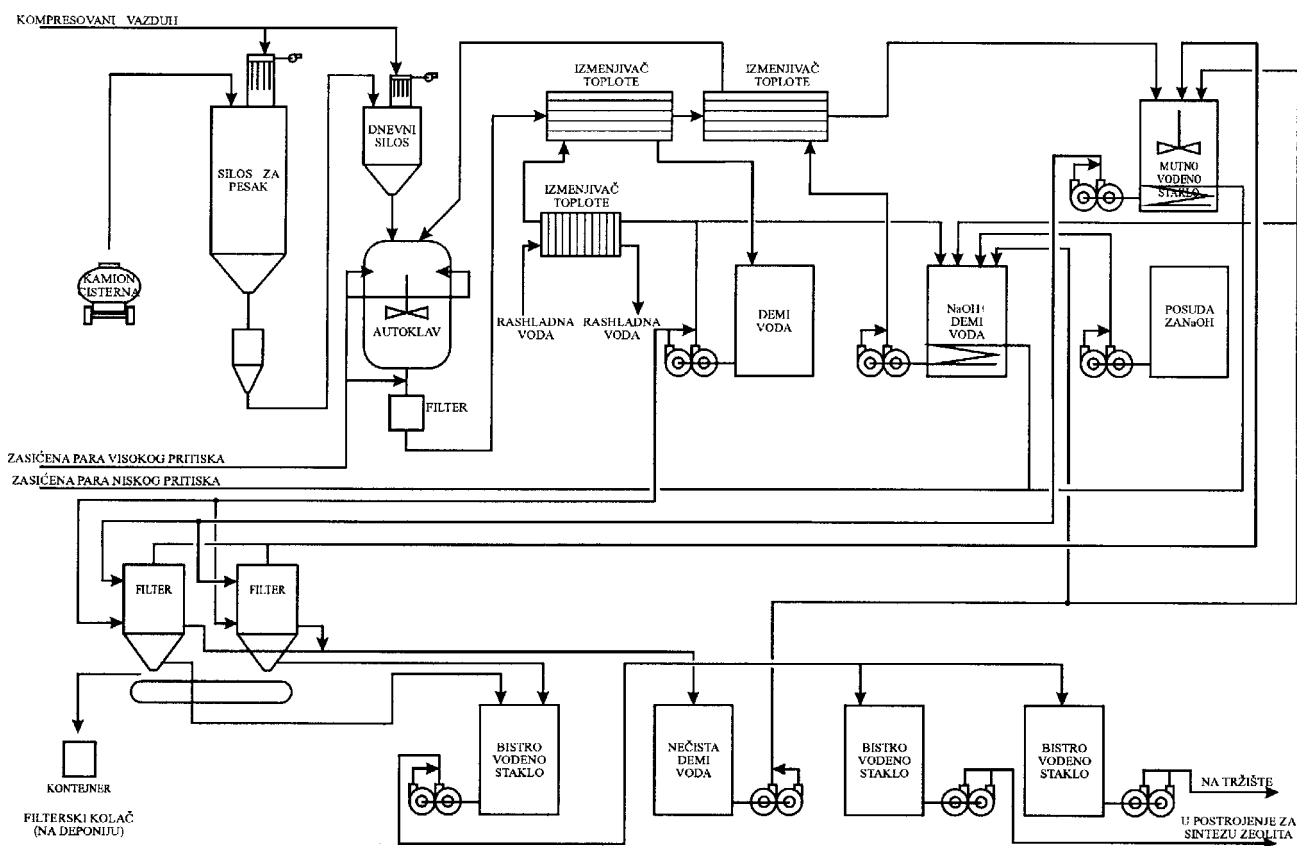 KOMPRESOVANI VAZDUH
IZMENJIVAČ
TOPLOTE
IZMENJIVAČ
TOPLOTE
DNEVNI
SILOS
SILOS ZA
PESAK
MUTNO
VODENO
STAKLO
IZMENJIVAČ
TOPLOTE
KAMION
CISTERNA
AUTOKLAV
RASHLADNA
VODA
RASHLADNA
VODA
DEMI
VODA
NaOH+
DEMI
VODA
POSUDA
ZANaOH
FILTER
ZASIĆENA PARA VISOKOG PRITISKA
ZASIĆENA PARA NISKOG PRITISKA
FILTER
FILTER
BISTRO
VODENO
STAKLO
NEČISTA
DEMI
VODA
BISTRO
VODENO
STAKLO
BISTRO
VODENO
STAKLO
KONTEJNER
NA TRŽIŠTE
FILTERSKI KOLAČ
(NA DEPONIJU)
U POSTROJENJE ZA
SINTEZU ZEOLITA